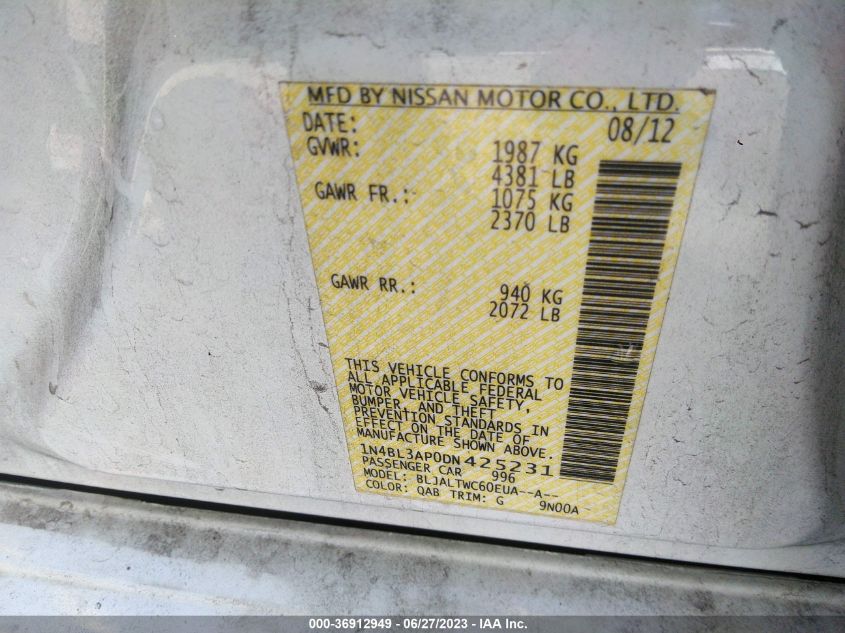 MFD BY NISSAN MOTOR CO., LTD.
DATE: 08/12
GVWR: 1987 KG
4381 LB
GAWR FR.: 1075 KG
2370 LB
GAWR RR.: 940 KG
2072 LB
THIS VEHICLE CONFORMS TO
ALL APPLICABLE FEDERAL
MOTOR VEHICLE SAFETY,
BUMPER, AND THEFT
PREVENTION STANDARDS IN
EFFECT ON THE DATE OF
MANUFACTURE SHOWN ABOVE.
1N4BL3AP0DN425231
PASSENGER CAR 996
MODEL: BLJALTWC60EUA--A--
COLOR: QAB TRIM: G 9N00A
000-36912949 - 06/27/2023 - IAA Inc.